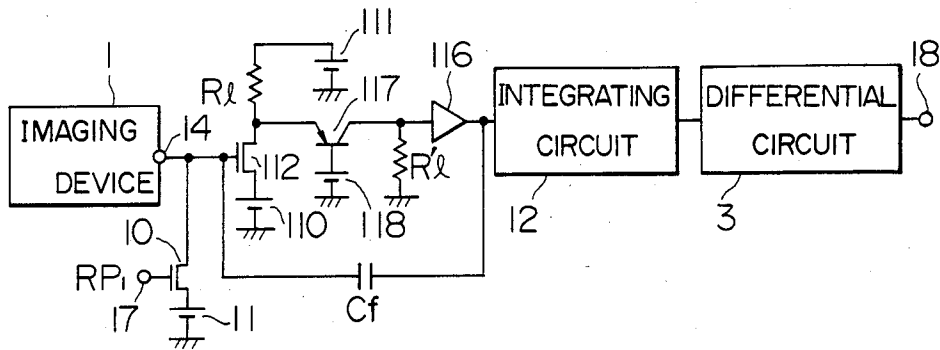 1
IMAGING
DEVICE
14
Rℓ
111
117
116
112
110
118
R'ℓ
INTEGRATING
CIRCUIT
12
DIFFERENTIAL
CIRCUIT
3
18
10
RP₁
17
11
Cf